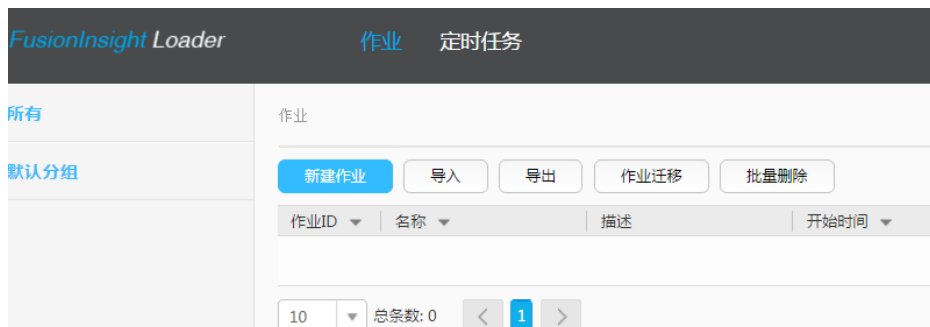 FusionInsight Loader 作业 定时任务
所有
默认分组
作业
新建作业 导入 导出 作业迁移 批量删除
作业ID 名称 描述 开始时间
10 总条数: 0 1